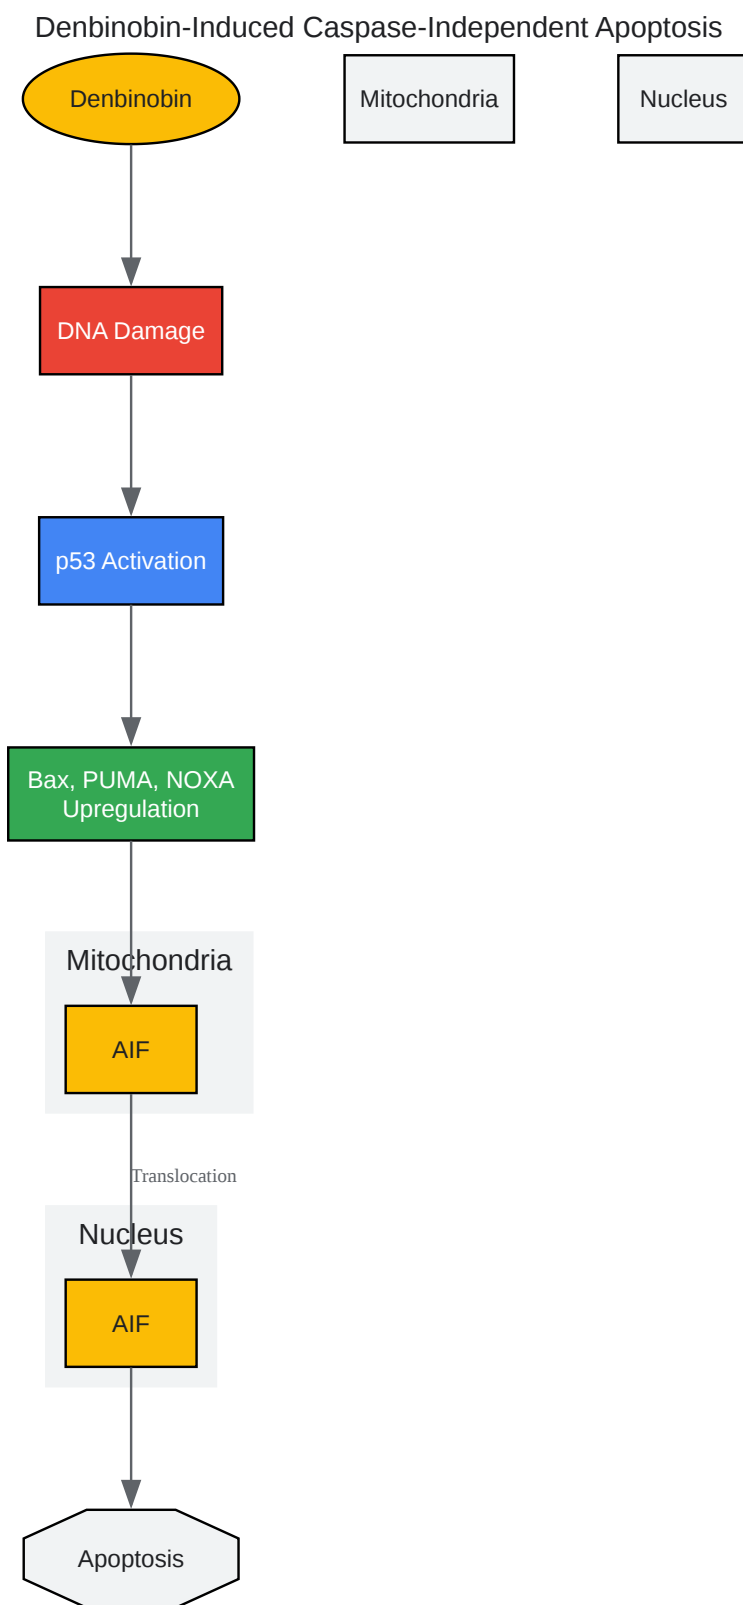 Denbinobin-Induced Caspase-Independent Apoptosis
Denbinobin
Mitochondria
Nucleus
DNA Damage
p53 Activation
Bax, PUMA, NOXA
Upregulation
Mitochondria
AIF
Translocation
Nucleus
AIF
Apoptosis